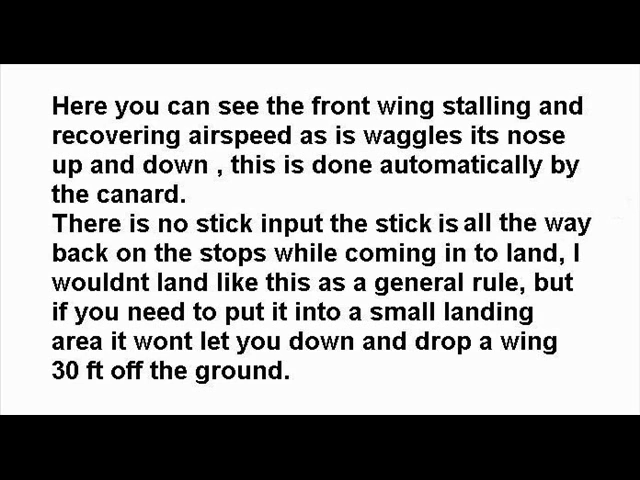 Here you can see the front wing stalling and
recovering airspeed as is waggles its nose
up and down , this is done automatically by
the canard.
There is no stick input the stick is all the way
back on the stops while coming in to land, I
wouldnt land like this as a general rule, but
if you need to put it into a small landing
area it wont let you down and drop a wing
30 ft off the ground.